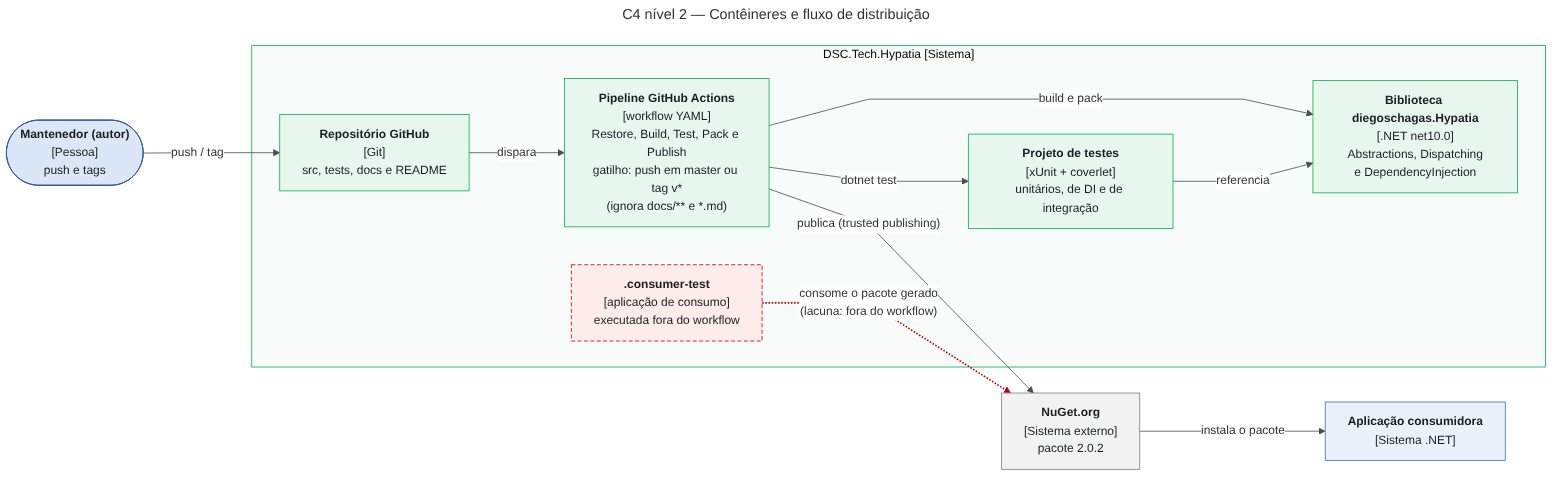 C4 nível 2 — Contêineres e fluxo de distribuição
DSC.Tech.Hypatia [Sistema]
Mantenedor (autor)
[Pessoa]
push e tags
push / tag
Repositório GitHub
[Git]
src, tests, docs e README
dispara
Pipeline GitHub Actions
[workflow YAML]
Restore, Build, Test, Pack e
Publish
gatilho: push em master ou
tag v*
(ignora docs/** e *.md)
build e pack
dotnet test
publica (trusted publishing)
Projeto de testes
[xUnit + coverlet]
unitários, de DI e de
integração
referencia
Biblioteca
diegoschagas.Hypatia
[.NET net10.0]
Abstractions, Dispatching
e DependencyInjection
.consumer-test
[aplicação de consumo]
executada fora do workflow
consome o pacote gerado
(lacuna: fora do workflow)
NuGet.org
[Sistema externo]
pacote 2.0.2
instala o pacote
Aplicação consumidora
[Sistema .NET]